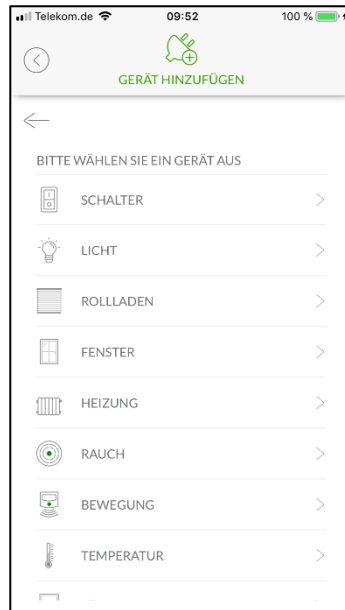 Telekom.de 09:52 100 %
GERÄT HINZUFÜGEN
BITTE WÄHLEN SIE EIN GERÄT AUS
SCHALTER
LICHT
ROLLLADEN
FENSTER
HEIZUNG
RAUCH
BEWEGUNG
TEMPERATUR